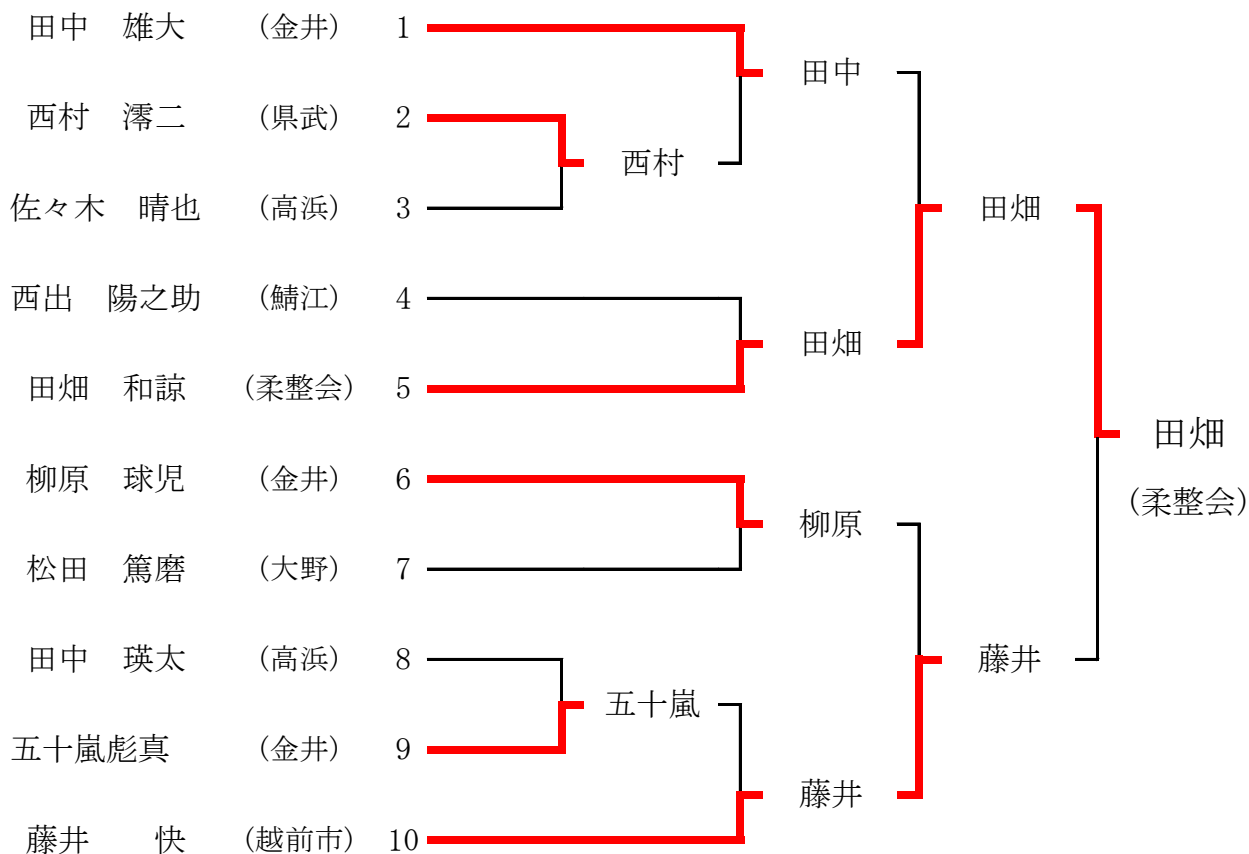 田中　雄大　（金井）　1
田中
西村　澪二　（県武）　2
西村
佐々木　晴也　（高浜）　3
田畑
西出　陽之助　（鯖江）　4
田畑
田畑　和諒　（柔整会）　5
田畑
柳原　球児　（金井）　6
（柔整会）
柳原
松田　篤磨　（大野）　7
田中　瑛太　（高浜）　8
藤井
五十嵐
五十嵐彪真　（金井）　9
藤井
藤井　　快　（越前市）　10